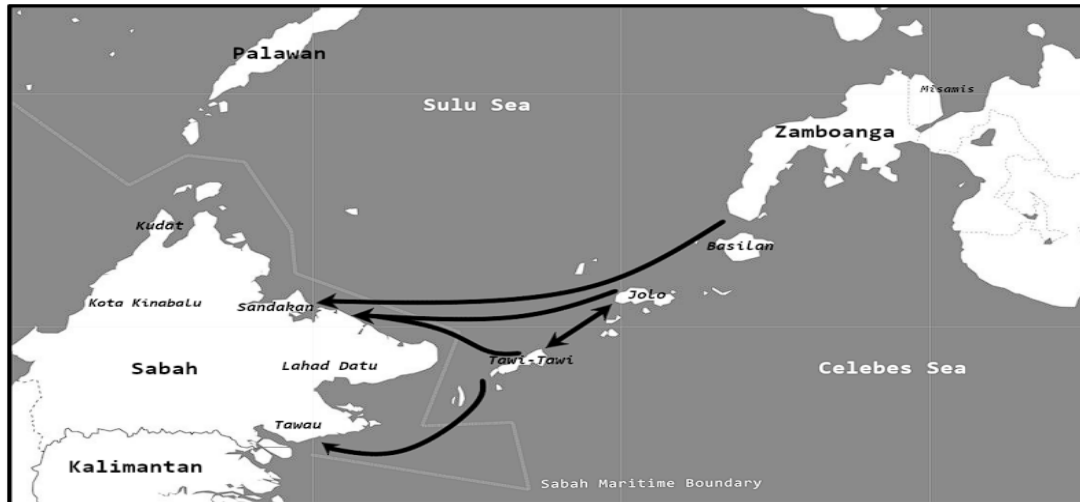 Palawan
Misamis
Sulu Sea
Zamboanga
Kudat
Basilan
Jolo
Kota Kinabalu
Sandakan
Tawi-Tawi
Lahad Datu
Sabah
Celebes Sea
Tawau
Kalimantan
Sabah Maritime Boundary